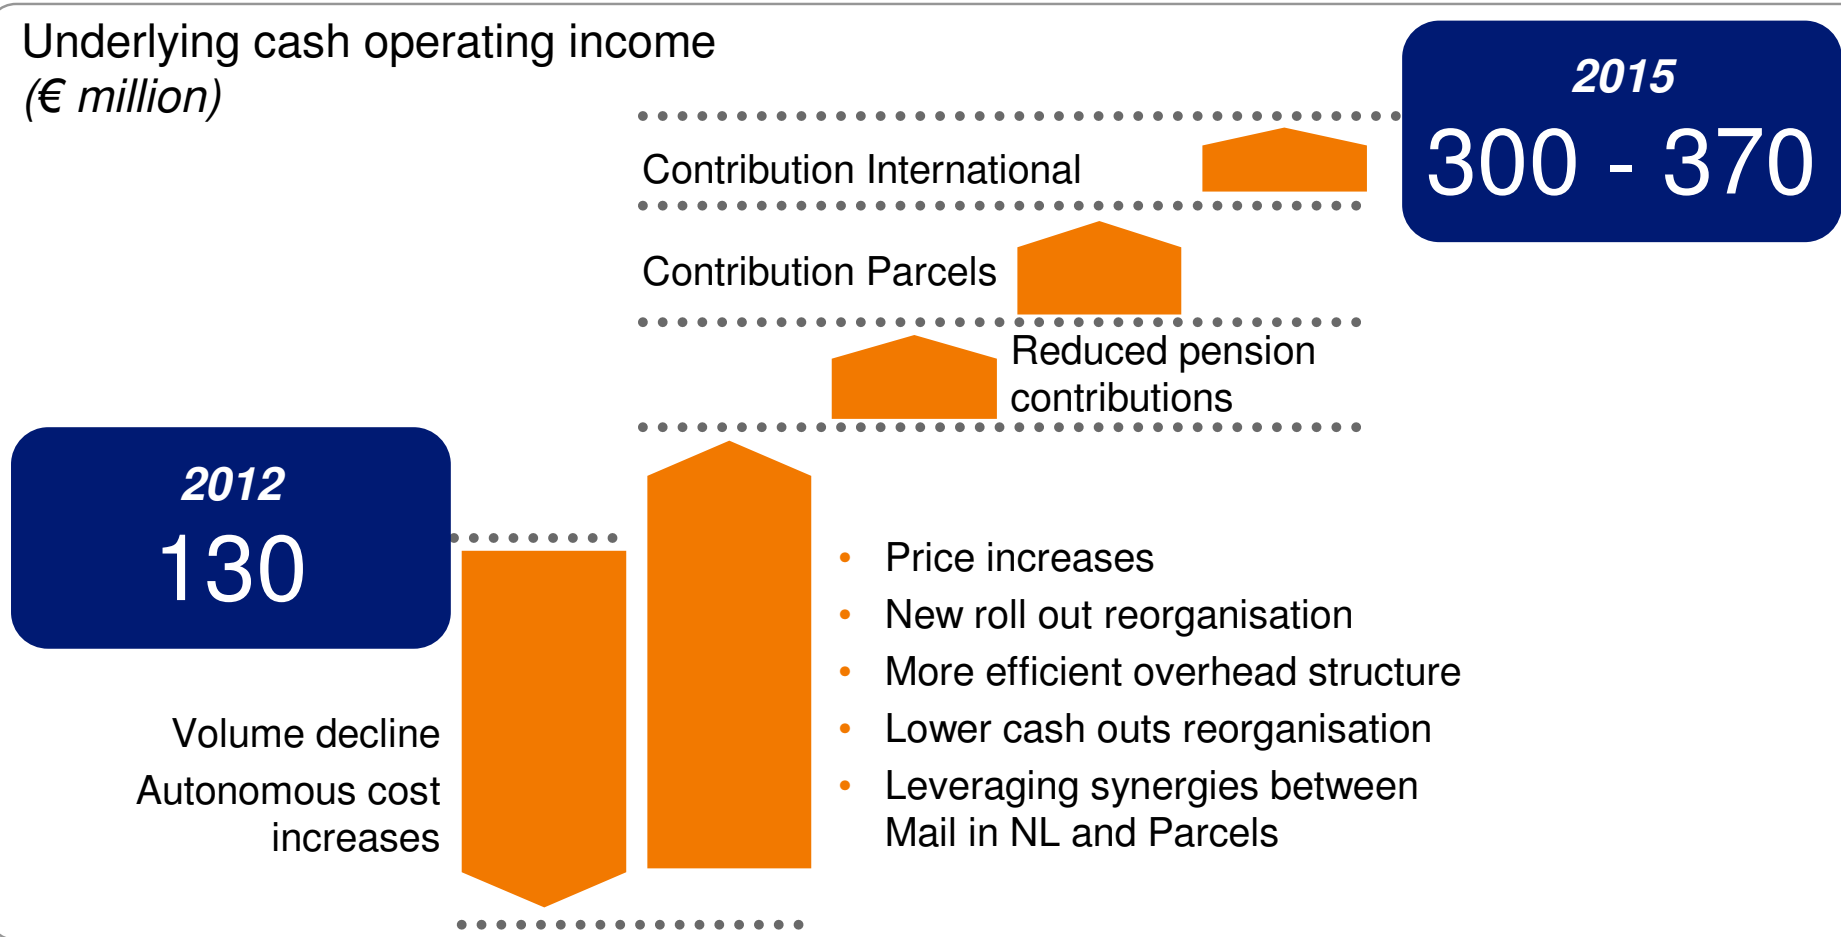 Underlying cash operating income
(€ million)
2015
300 - 370
Contribution International
Contribution Parcels
Reduced pension
contributions
2012
130
Volume decline
Autonomous cost
increases
• Price increases
• New roll out reorganisation
• More efficient overhead structure
• Lower cash outs reorganisation
• Leveraging synergies between
Mail in NL and Parcels